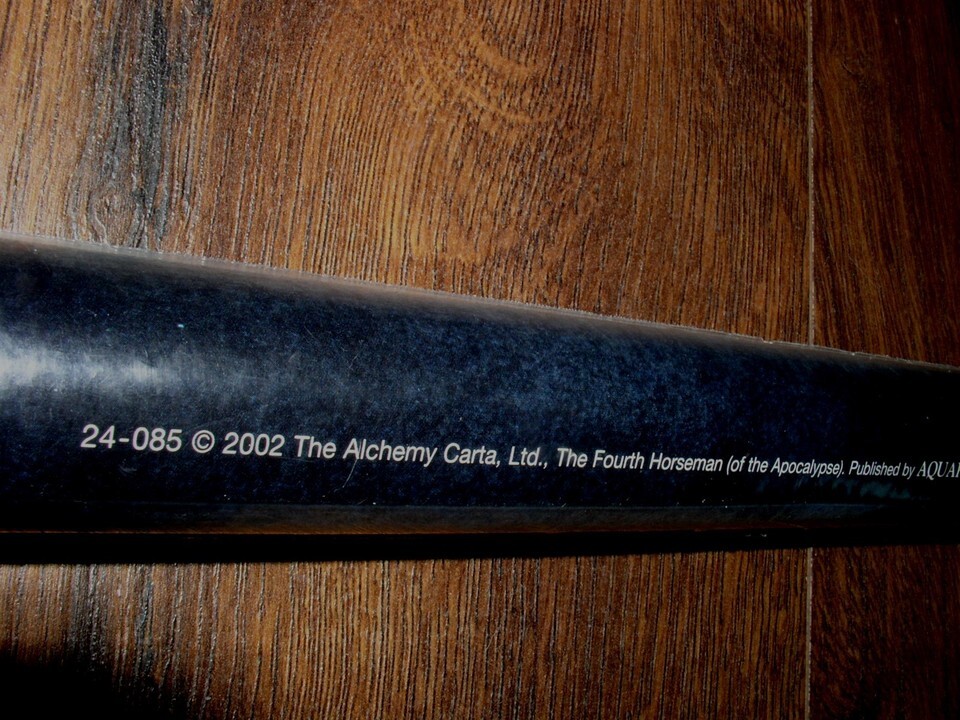 24-085 © 2002 The Alchemy Carta, Ltd., The Fourth Horseman (of the Apocalypse). Published by